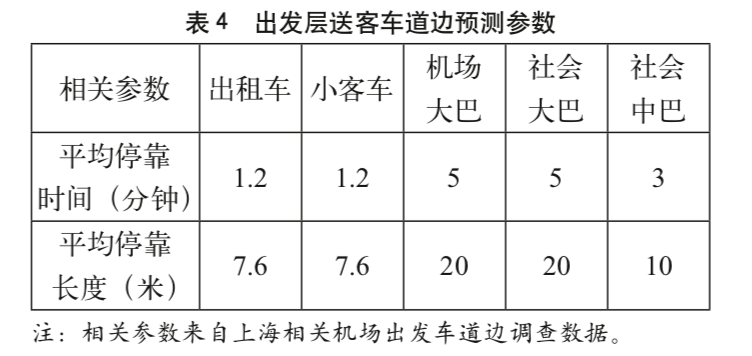 表 4 出发层送客车道边预测参数
相关参数 出租车 小客车 机场大巴 社会大巴 社会中巴
平均停靠时间（分钟） 1.2 1.2 5 5 3
平均停靠长度（米） 7.6 7.6 20 20 10
注：相关参数来自上海相关机场出发车道边调查数据。